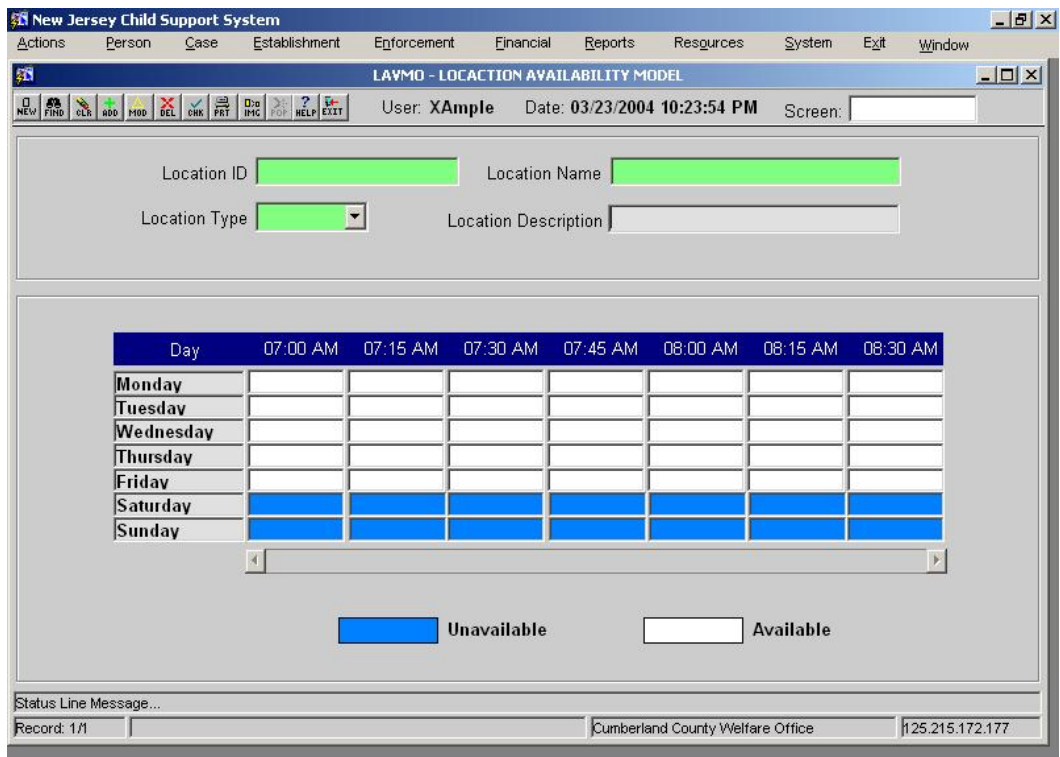 New Jersey Child Support System
Actions Person Case Establishment Enforcement Financial Reports Resources System Exit Window
LAVMO - LOCACTION AVAILABILITY MODEL
NEW FIND CLR ADD MOD DEL CHK PRT IMG POP HELP EXIT User: XAmple Date: 03/23/2004 10:23:54 PM Screen:
Location ID Location Name
Location Type Location Description
Day 07:00 AM 07:15 AM 07:30 AM 07:45 AM 08:00 AM 08:15 AM 08:30 AM
Monday
Tuesday
Wednesday
Thursday
Friday
Saturday
Sunday
Unavailable Available
Status Line Message...
Record: 1/1 Cumberland County Welfare Office 125.215.172.177